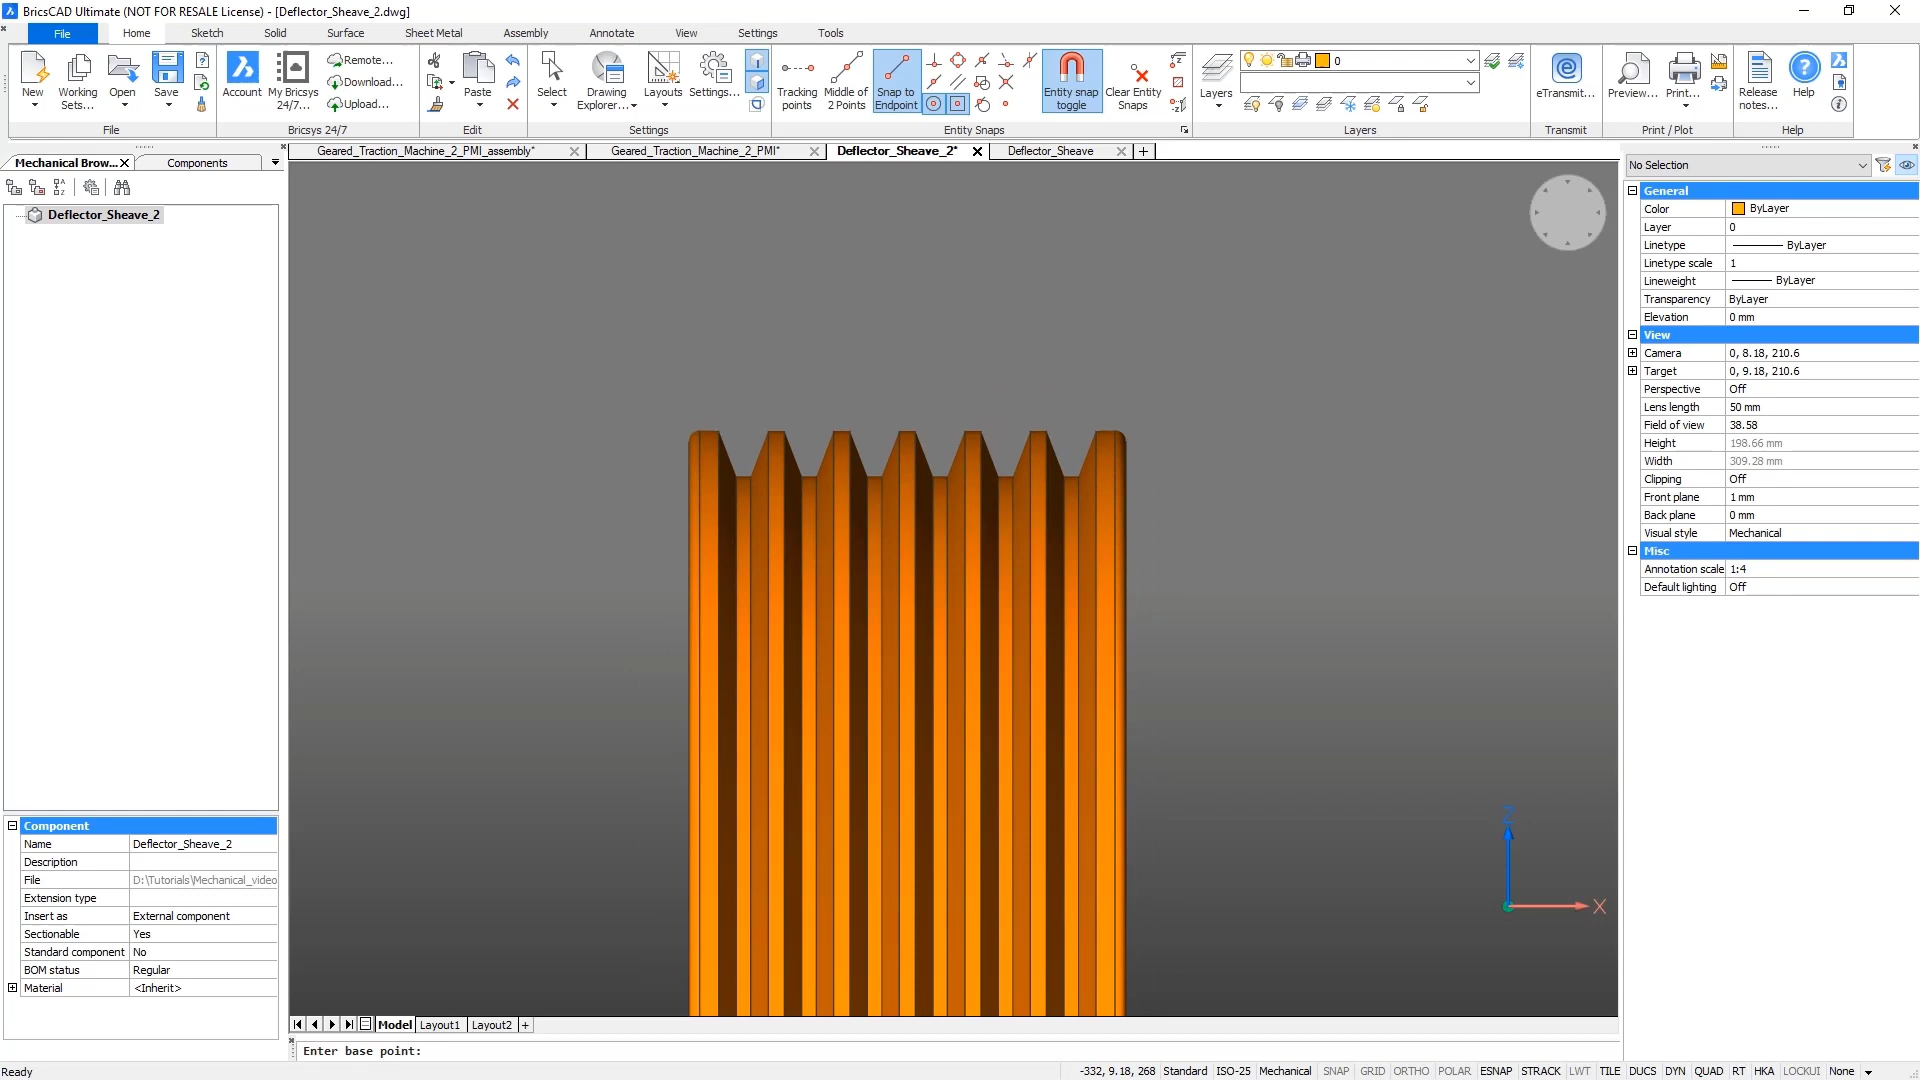 BricsCAD Ultimate (NOT FOR RESALE License) - [Deflector_Sheave_2.dwg]
File Home Sketch Solid Surface Sheet Metal Assembly Annotate View Settings Tools
Remote...
Download...
Upload...
New Working Sets... Open Save Account My Bricsys 24/7... Paste Select Drawing Explorer... Layouts Settings... Tracking points Middle of 2 Points Snap to Endpoint Entity snap toggle Clear Entity Snaps Layers 0 eTransmit... Preview... Print... Release notes... Help
File Bricsys 24/7 Edit Settings Entity Snaps Layers Transmit Print / Plot Help
Mechanical Brow... Components
Geared_Traction_Machine_2_PMI_assembly* Geared_Traction_Machine_2_PMI* Deflector_Sheave_2* Deflector_Sheave
Deflector_Sheave_2
No Selection
General
Color ByLayer
Layer 0
Linetype ByLayer
Linetype scale 1
Lineweight ByLayer
Transparency ByLayer
Elevation 0 mm
View
Camera 0, 8.18, 210.6
Target 0, 9.18, 210.6
Perspective Off
Lens length 50 mm
Field of view 38.58
Height 198.66 mm
Width 309.28 mm
Clipping Off
Front plane 1 mm
Back plane 0 mm
Visual style Mechanical
Misc
Annotation scale 1:4
Default lighting Off
Z
X
Component
Name Deflector_Sheave_2
Description
File D:\Tutorials\Mechanical_video
Extension type
Insert as External component
Sectionable Yes
Standard component No
BOM status Regular
Material <Inherit>
Model Layout1 Layout2
Enter base point:
Ready -332, 9.18, 268 Standard ISO-25 Mechanical SNAP GRID ORTHO POLAR ESNAP STRACK LWT TILE DUCS DYN QUAD RT HKA LOCKUI None